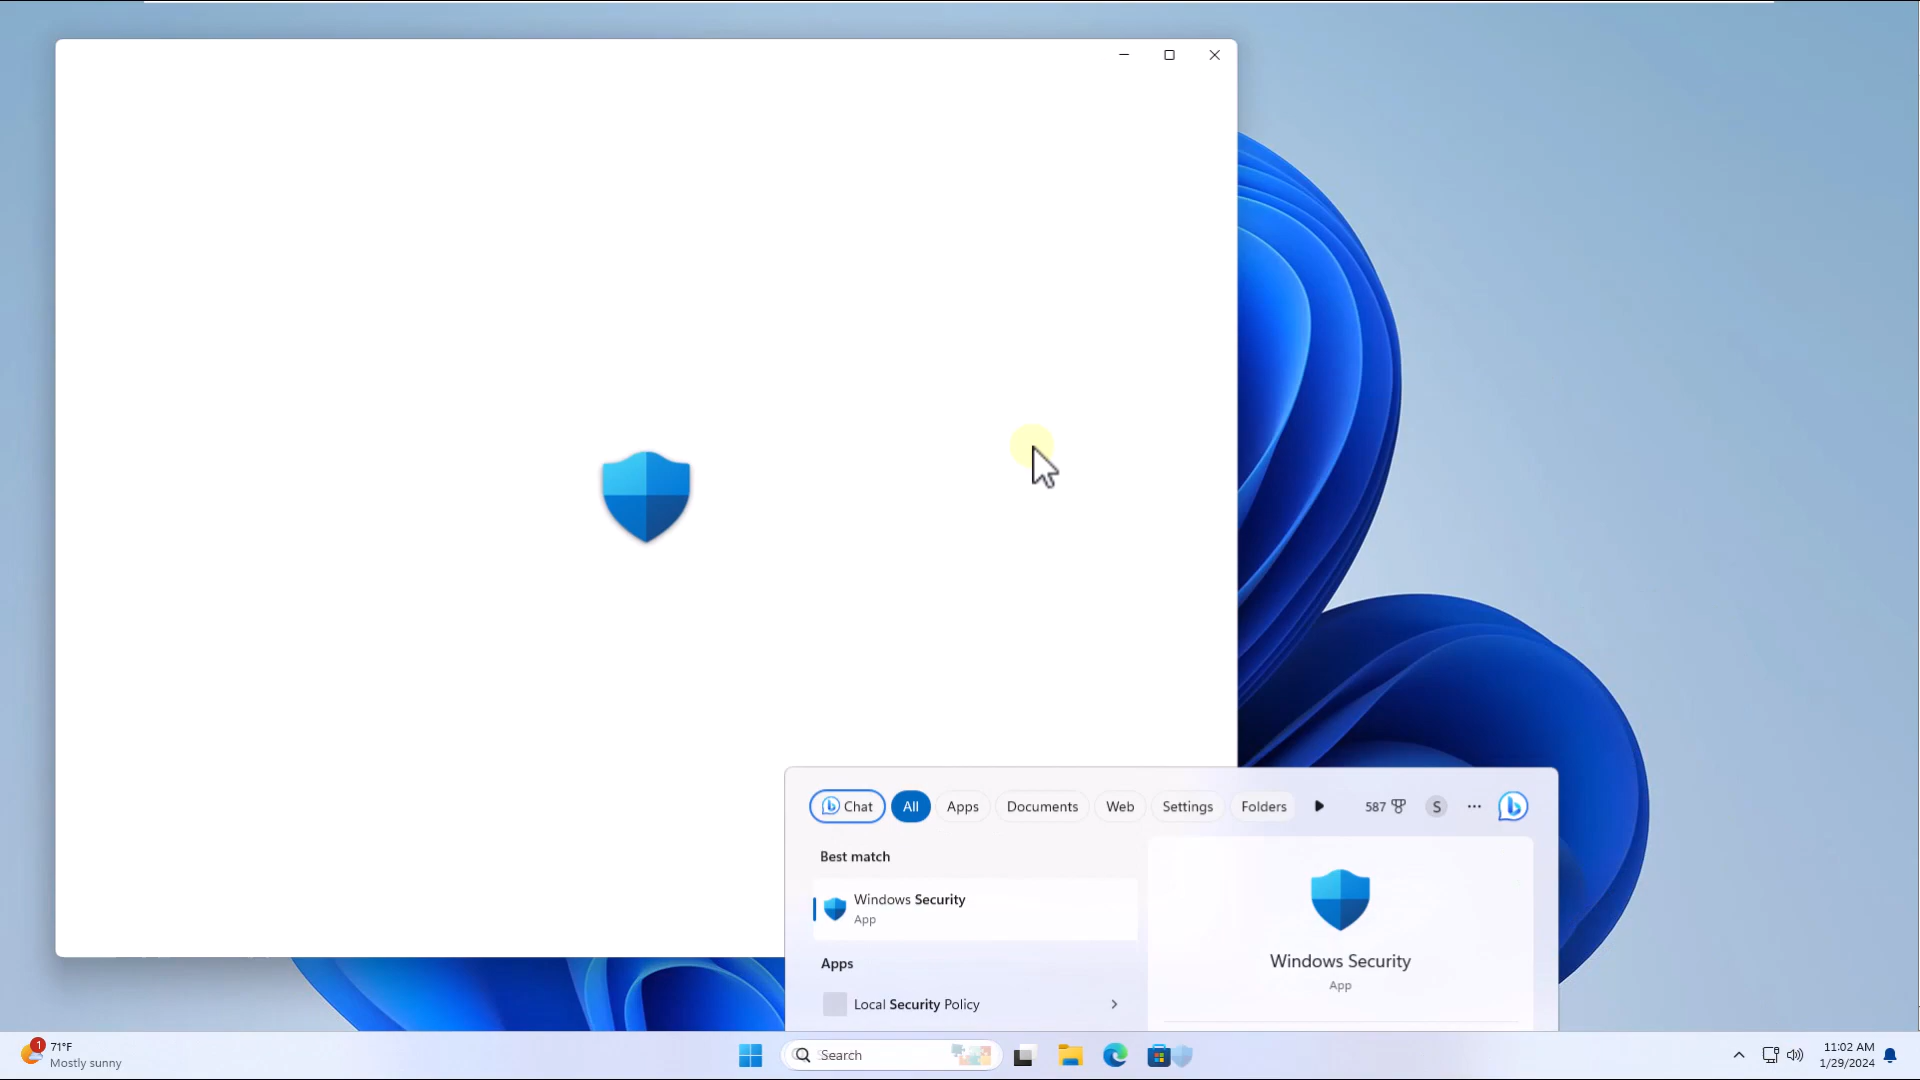 Chat
All
Apps
Documents
Web
Settings
Folders
587
S
Best match
Windows Security
App
Windows Security
App
Apps
Local Security Policy
1
71°F
Mostly sunny
Search
11:02 AM
1/29/2024